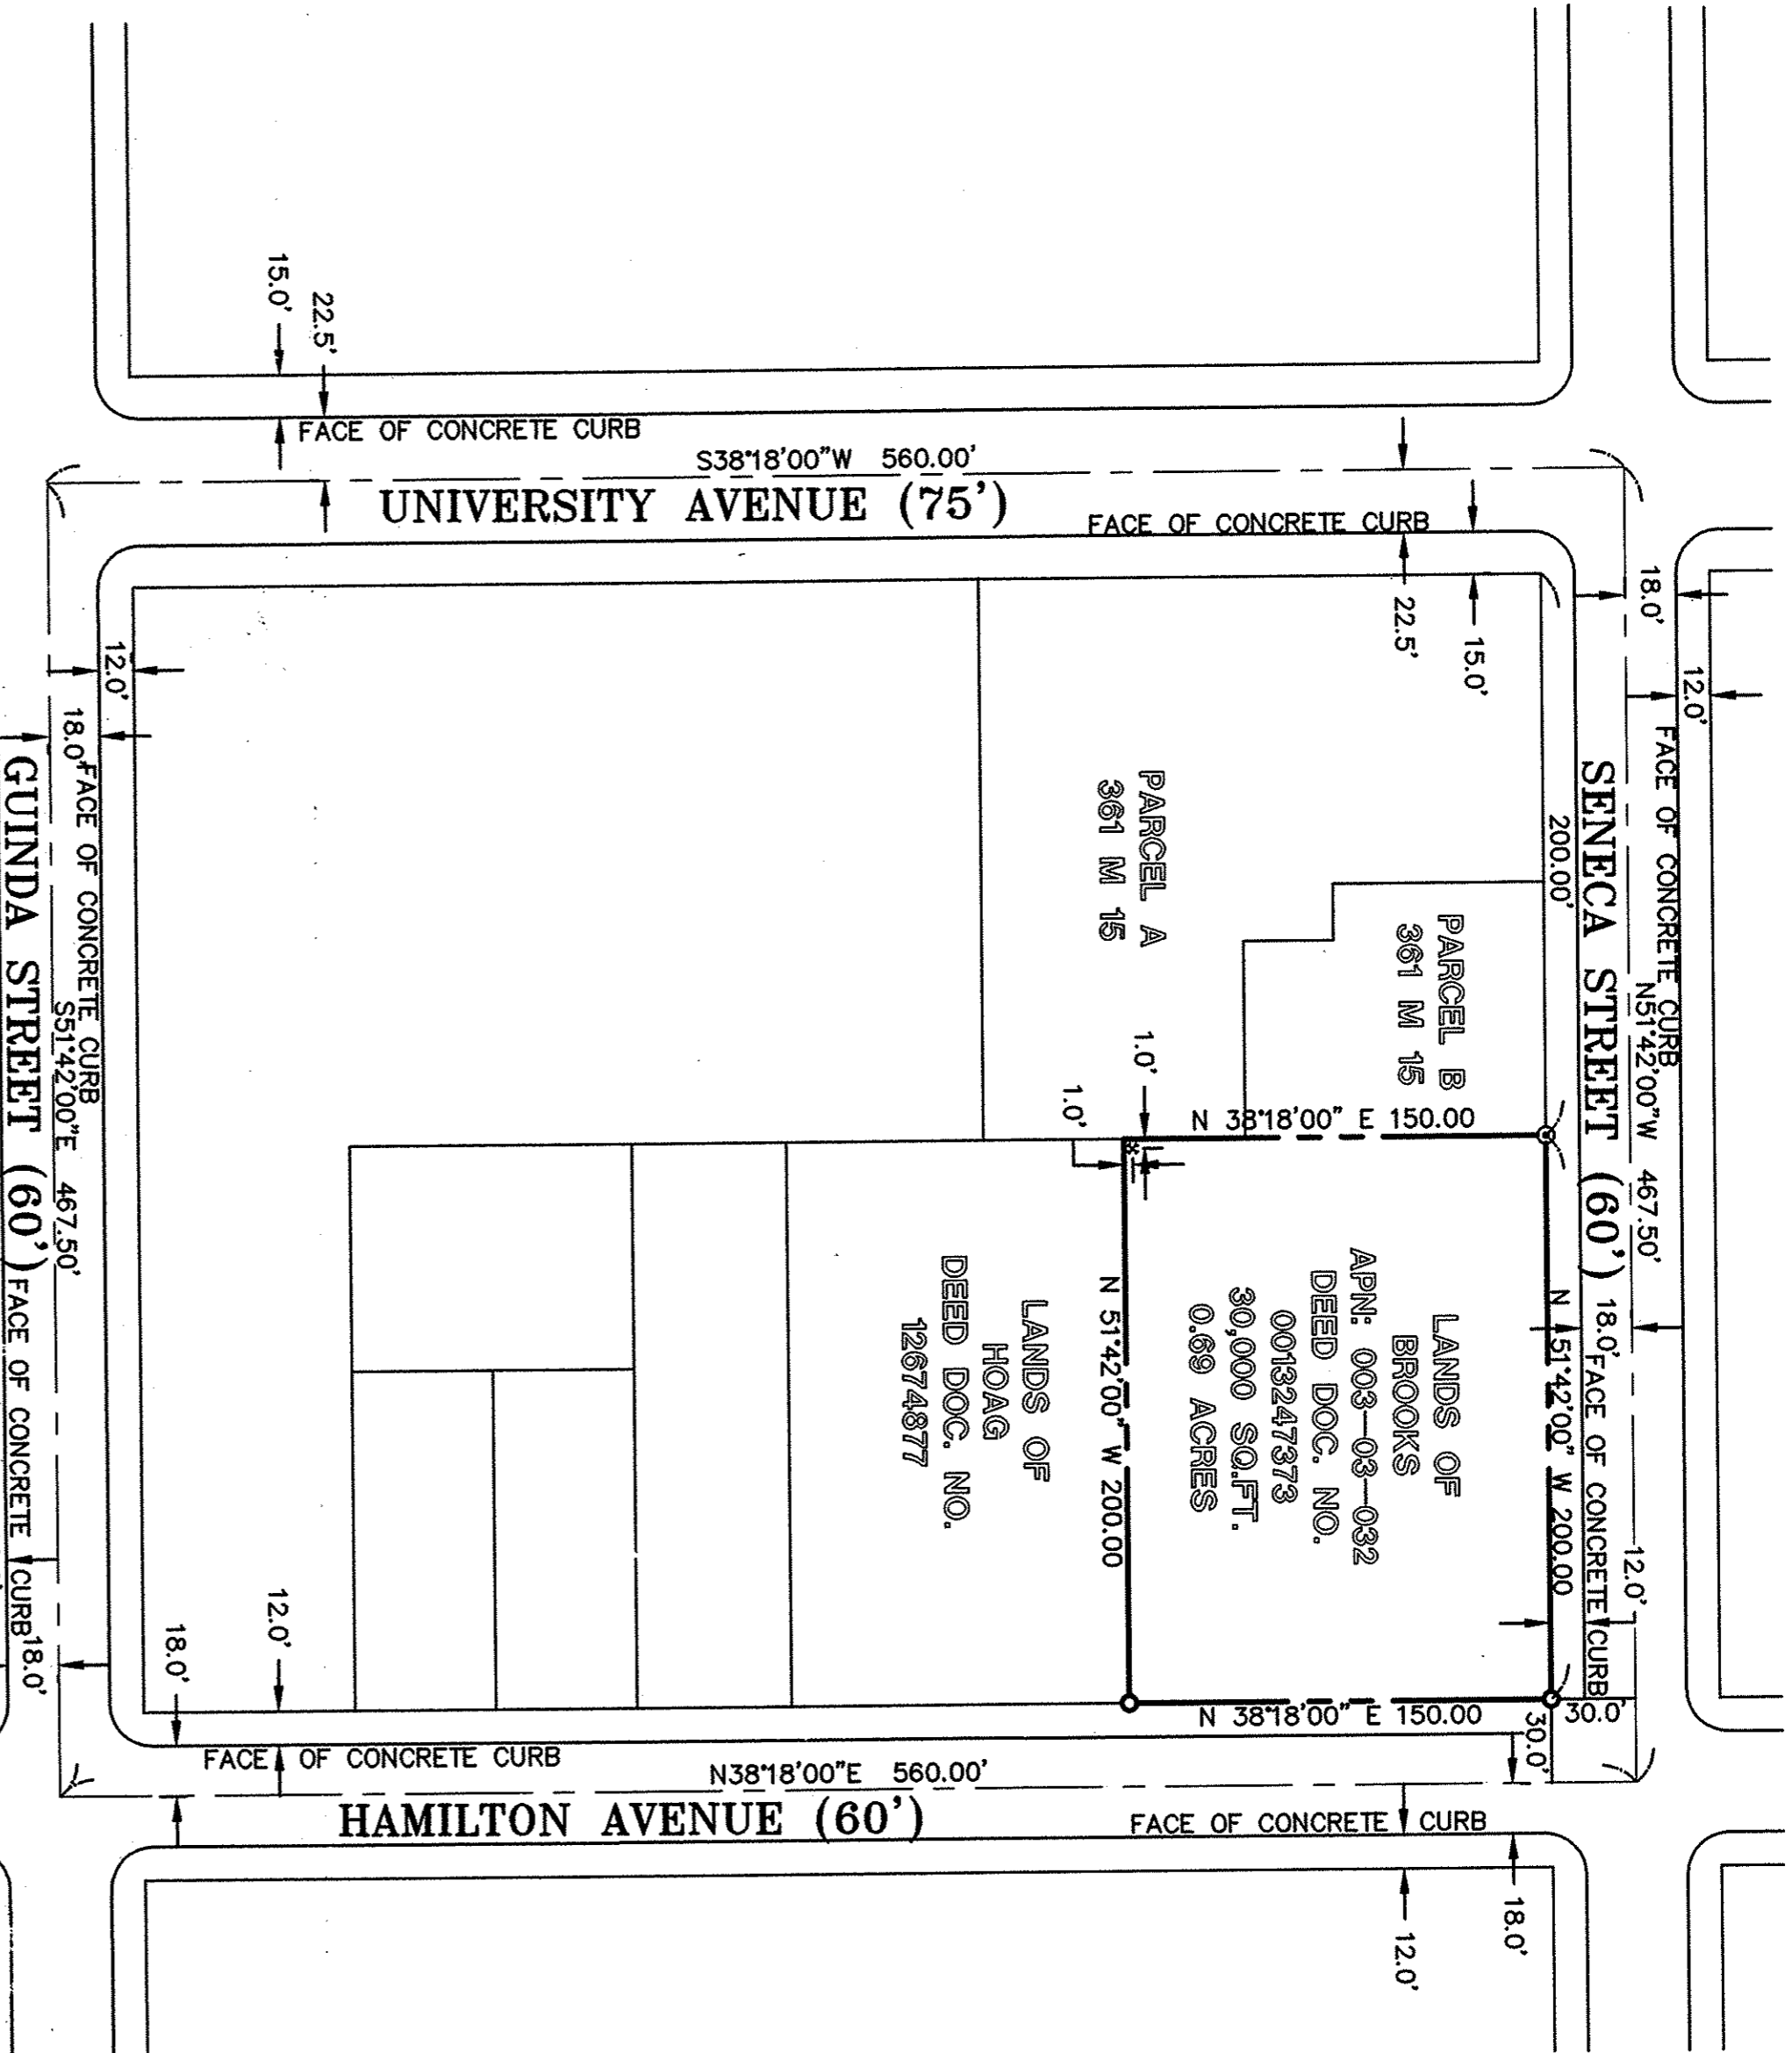 15.0'
22.5'
FACE OF CONCRETE CURB
S38°18'00"W 560.00'
UNIVERSITY AVENUE (75')
FACE OF CONCRETE CURB
22.5'
15.0'
18.0'
12.0'
FACE OF CONCRETE CURB
N51°42'00"W 467.50'
SENECA STREET (60')
200.00'
18.0'
FACE OF CONCRETE CURB
12.0'
N 51°42'00" W 200.00
30.0'
30.0'
PARCEL A
361 M 15
PARCEL B
361 M 15
1.0'
1.0'
N 38°18'00" E 150.00
LANDS OF
BROOKS
APN: 003-03-032
DEED DOC. NO.
0013247373
30,000 SQ.FT.
0.69 ACRES
N 51°42'00" W 200.00
N 38°18'00" E 150.00
LANDS OF
HOAG
DEED DOC. NO.
12674877
12.0'
18.0'
FACE OF CONCRETE CURB
S51°42'00"E 467.50'
GUINDA STREET (60')
FACE OF CONCRETE CURB
18.0'
12.0'
18.0'
FACE OF CONCRETE CURB
N38°18'00"E 560.00'
HAMILTON AVENUE (60')
FACE OF CONCRETE CURB
18.0'
12.0'